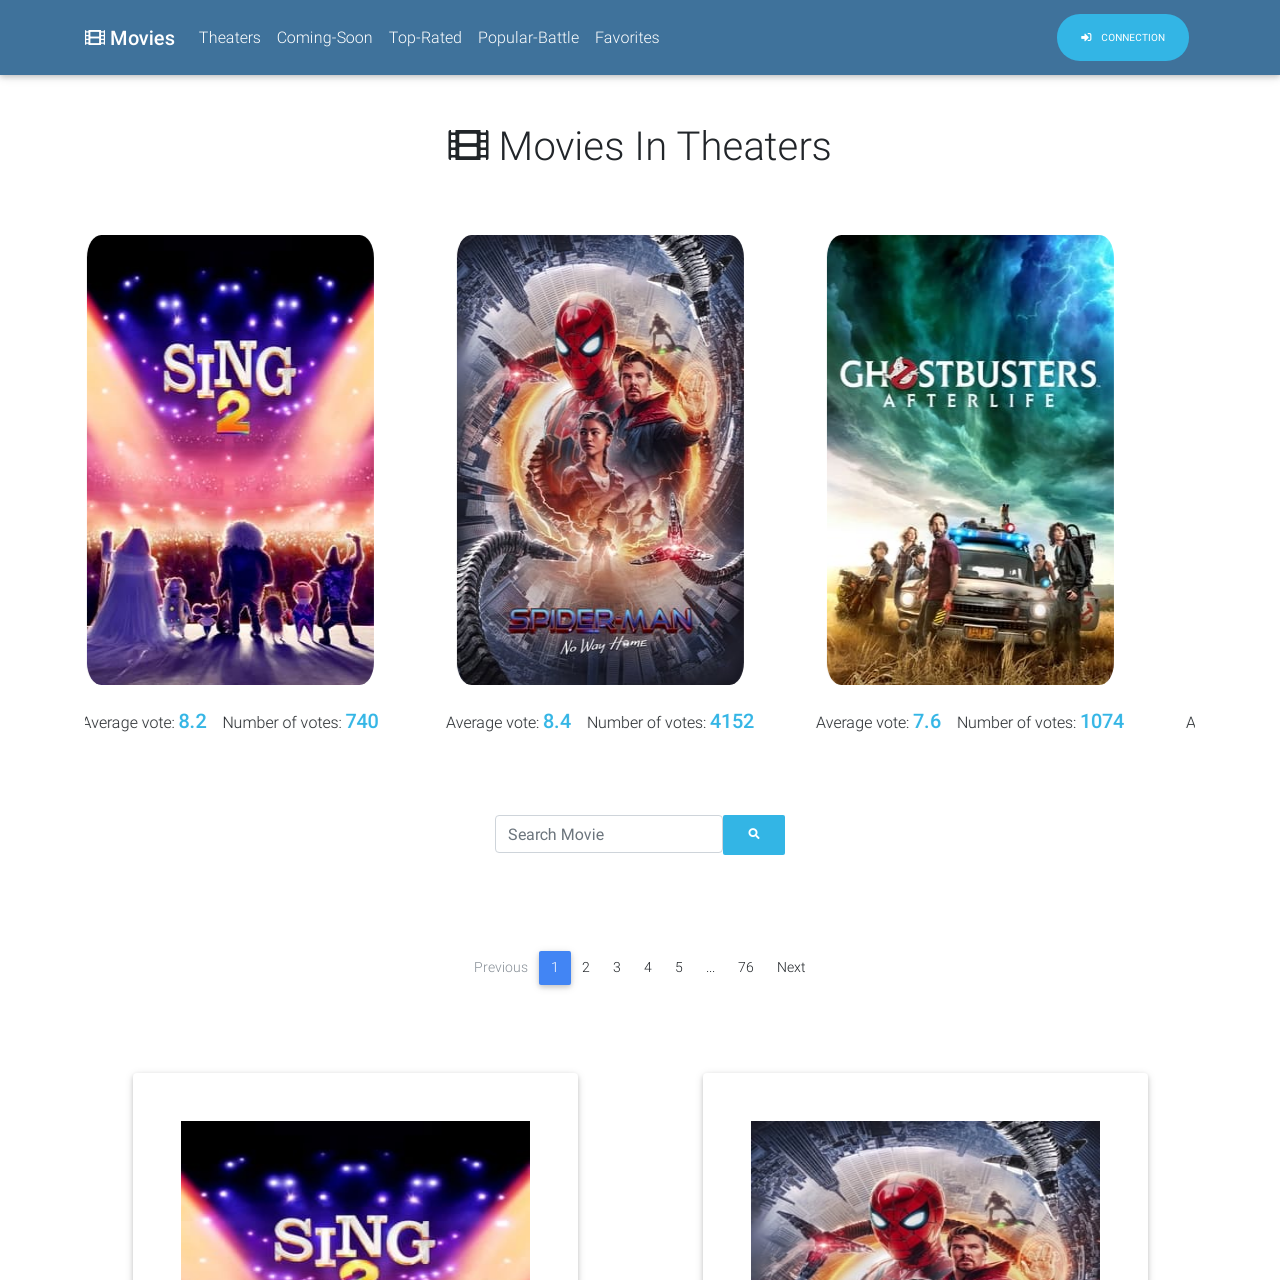 Movies Theaters Coming-Soon Top-Rated Popular-Battle Favorites CONNECTION
Movies In Theaters
SING
2
SPIDER-MAN
No Way Home
GHOSTBUSTERS
AFTERLIFE
Average vote: 8.2 Number of votes: 740 Average vote: 8.4 Number of votes: 4152 Average vote: 7.6 Number of votes: 1074 A
Search Movie
Previous 1 2 3 4 5 ... 76 Next
SING
2